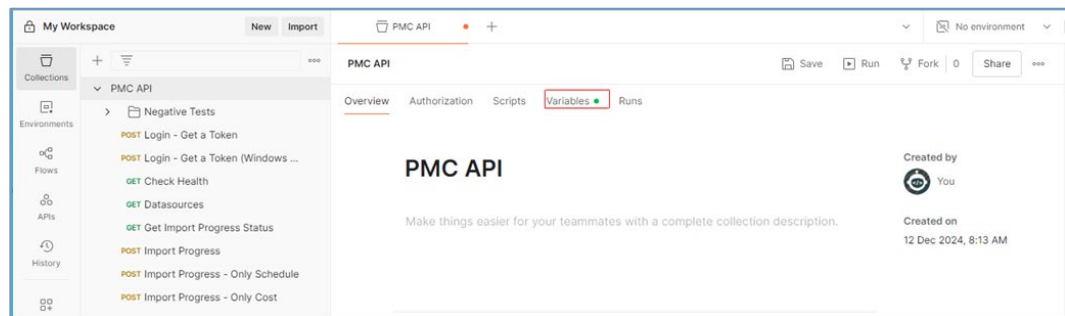 My Workspace
New
Import
PMC API
No environment
Collections
Environments
Flows
APIs
History
PMC API
Negative Tests
POST Login - Get a Token
POST Login - Get a Token (Windows ...
GET Check Health
GET Datasources
GET Get Import Progress Status
POST Import Progress
POST Import Progress - Only Schedule
POST Import Progress - Only Cost
PMC API
Save
Run
Fork 0
Share
Overview
Authorization
Scripts
Variables
Runs
PMC API
Make things easier for your teammates with a complete collection description.
Created by
You
Created on
12 Dec 2024, 8:13 AM